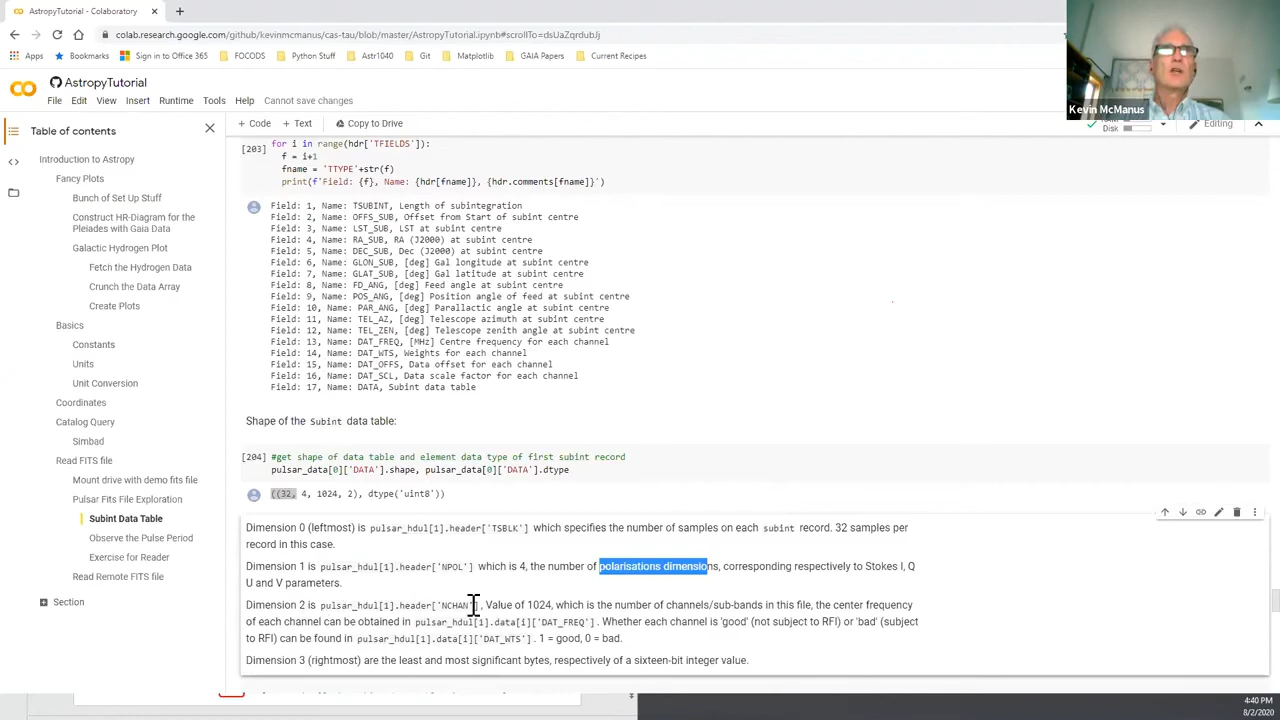 AstropyTutorial - Colaboratory
colab.research.google.com/github/kevinmcmanus/cas-tau/blob/master/AstropyTutorial.ipynb#scrollTo=dsUaZqrdubJj
Apps Bookmarks Sign in to Office 365 FOCODS Python Stuff Astr1040 Git Matplotlib GAIA Papers Current Recipes
AstropyTutorial
File Edit View Insert Runtime Tools Help Cannot save changes
Kevin McManus
+ Code + Text Copy to Drive
Disk
Editing
Table of contents
Introduction to Astropy
Fancy Plots
Bunch of Set Up Stuff
Construct HR-Diagram for the
Pleiades with Gaia Data
Galactic Hydrogen Plot
Fetch the Hydrogen Data
Crunch the Data Array
Create Plots
Basics
Constants
Units
Unit Conversion
Coordinates
Catalog Query
Simbad
Read FITS file
Mount drive with demo fits file
Pulsar Fits File Exploration
Subint Data Table
Observe the Pulse Period
Exercise for Reader
Read Remote FITS file
Section
[203] for i in range(hdr['TFIELDS']):
f = i+1
fname = 'TTYPE'+str(f)
print(f'Field: {f}, Name: {hdr[fname]}, {hdr.comments[fname]}')
Field: 1, Name: TSUBINT, Length of subintegration
Field: 2, Name: OFFS_SUB, Offset from Start of subint centre
Field: 3, Name: LST_SUB, LST at subint centre
Field: 4, Name: RA_SUB, RA (J2000) at subint centre
Field: 5, Name: DEC_SUB, Dec (J2000) at subint centre
Field: 6, Name: GLON_SUB, [deg] Gal longitude at subint centre
Field: 7, Name: GLAT_SUB, [deg] Gal latitude at subint centre
Field: 8, Name: FD_ANG, [deg] Feed angle at subint centre
Field: 9, Name: POS_ANG, [deg] Position angle of feed at subint centre
Field: 10, Name: PAR_ANG, [deg] Parallactic angle at subint centre
Field: 11, Name: TEL_AZ, [deg] Telescope azimuth at subint centre
Field: 12, Name: TEL_ZEN, [deg] Telescope zenith angle at subint centre
Field: 13, Name: DAT_FREQ, [MHz] Centre frequency for each channel
Field: 14, Name: DAT_WTS, Weights for each channel
Field: 15, Name: DAT_OFFS, Data offset for each channel
Field: 16, Name: DAT_SCL, Data scale factor for each channel
Field: 17, Name: DATA, Subint data table
Shape of the Subint data table:
[204] #get shape of data table and element data type of first subint record
pulsar_data[0]['DATA'].shape, pulsar_data[0]['DATA'].dtype
((32, 4, 1024, 2), dtype('uint8'))
Dimension 0 (leftmost) is pulsar_hdul[1].header['TSBLK'] which specifies the number of samples on each subint record. 32 samples per
record in this case.
Dimension 1 is pulsar_hdul[1].header['NPOL'] which is 4, the number of polarisations dimensions, corresponding respectively to Stokes I, Q
U and V parameters.
Dimension 2 is pulsar_hdul[1].header['NCHAN']. Value of 1024, which is the number of channels/sub-bands in this file, the center frequency
of each channel can be obtained in pulsar_hdul[1].data[i]['DAT_FREQ']. Whether each channel is 'good' (not subject to RFI) or 'bad' (subject
to RFI) can be found in pulsar_hdul[1].data[i]['DAT_WTS']. 1 = good, 0 = bad.
Dimension 3 (rightmost) are the least and most significant bytes, respectively of a sixteen-bit integer value.
4:40 PM
8/2/2020